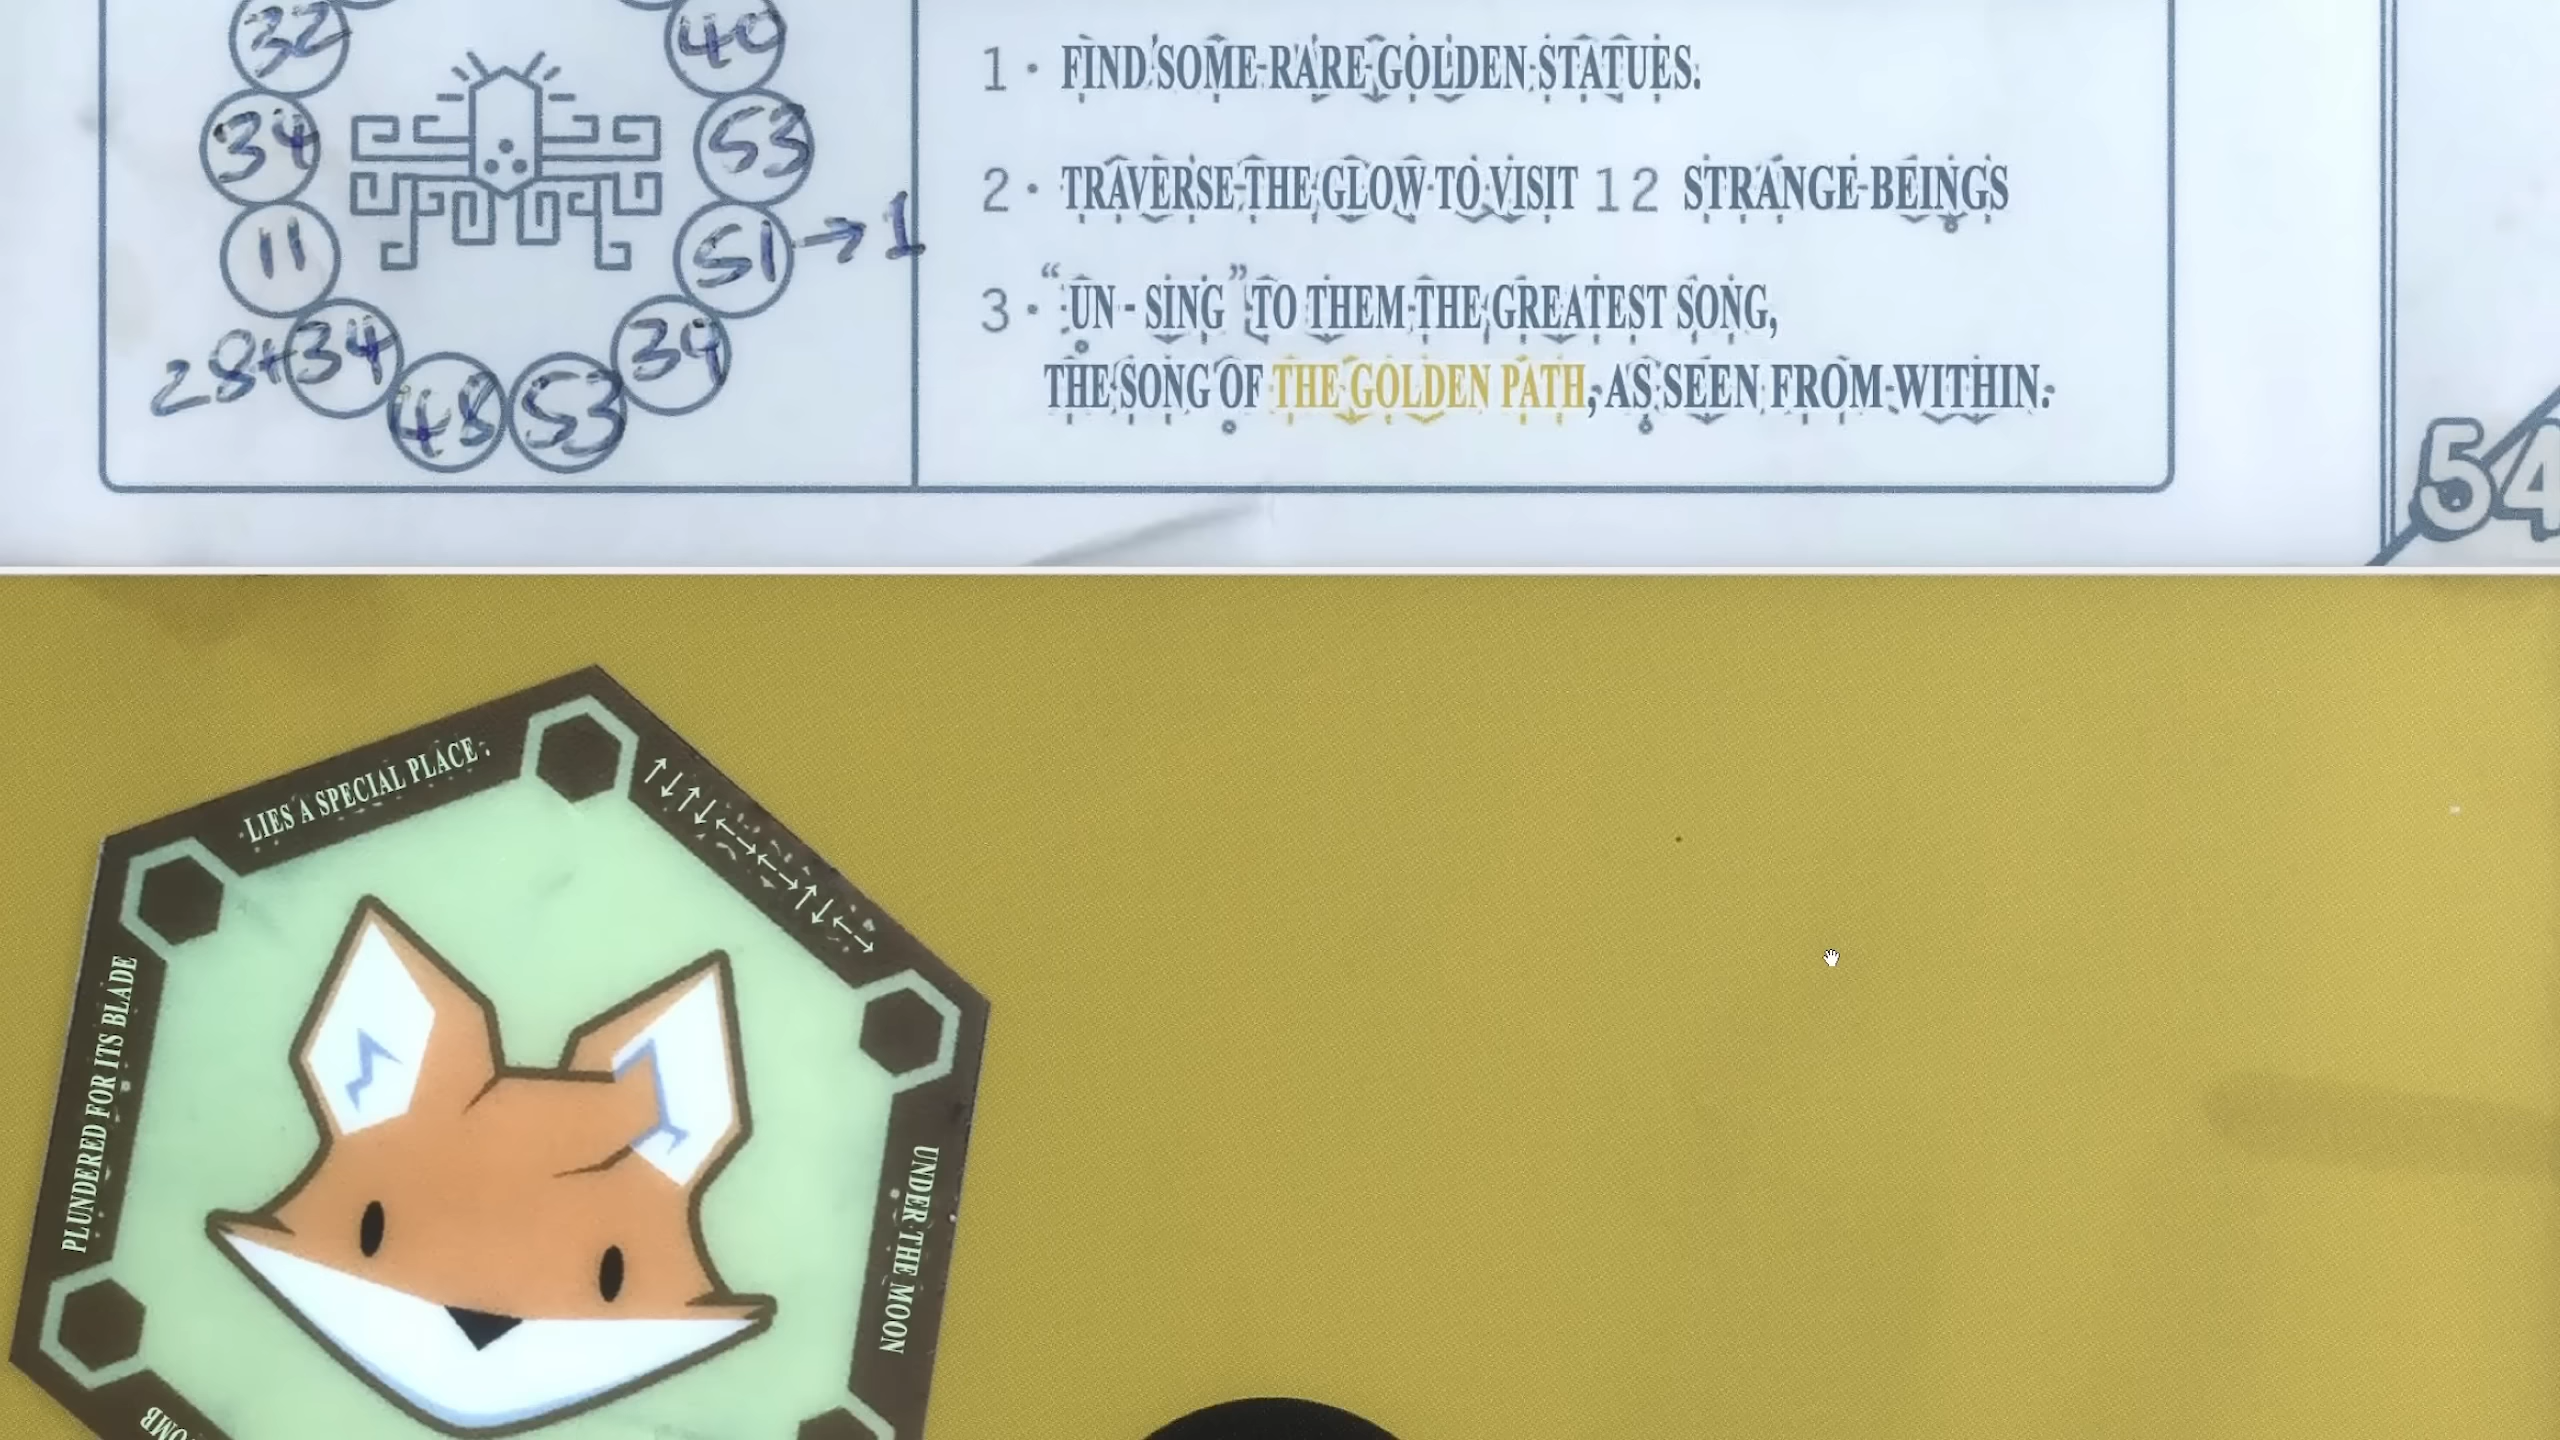 32
40
34
53
11
51 → 1
28+34
34
48
53
1 · FIND SOME RARE GOLDEN STATUES.
2 · TRAVERSE THE GLOW TO VISIT 12 STRANGE BEINGS
3 · "UN - SING" TO THEM THE GREATEST SONG,
THE SONG OF THE GOLDEN PATH, AS SEEN FROM WITHIN.
54
LIES A SPECIAL PLACE.
↑↓↑↓←→←→↑↓←→
PLUNDERED FOR ITS BLADE
UNDER THE MOON